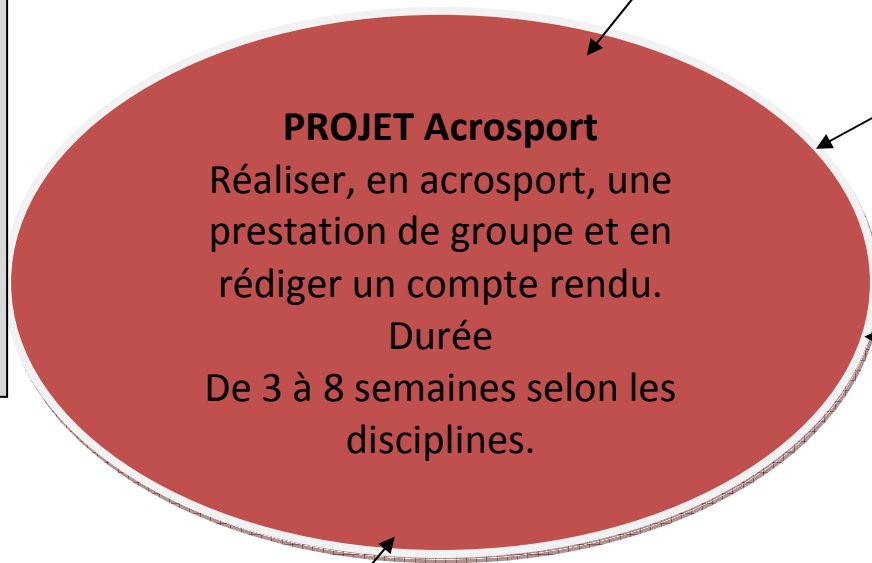 PROJET Acrosport
Réaliser, en acrosport, une
prestation de groupe et en
rédiger un compte rendu.
Durée
De 3 à 8 semaines selon les
disciplines.